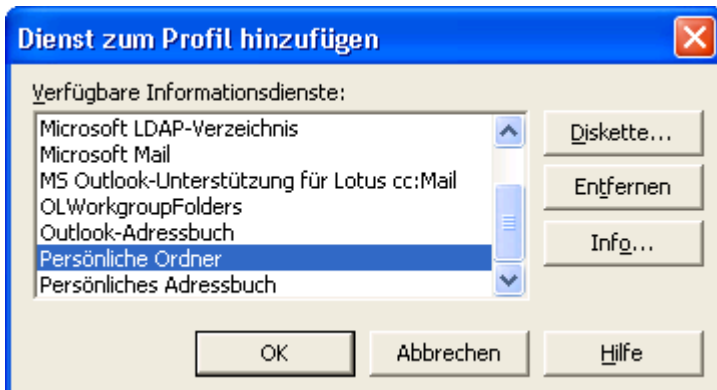 Dienst zum Profil hinzufügen
Verfügbare Informationsdienste:
Microsoft LDAP-Verzeichnis
Microsoft Mail
MS Outlook-Unterstützung für Lotus cc:Mail
OLWorkgroupFolders
Outlook-Adressbuch
Persönliche Ordner
Persönliches Adressbuch
Diskette...
Entfernen
Info...
OK
Abbrechen
Hilfe